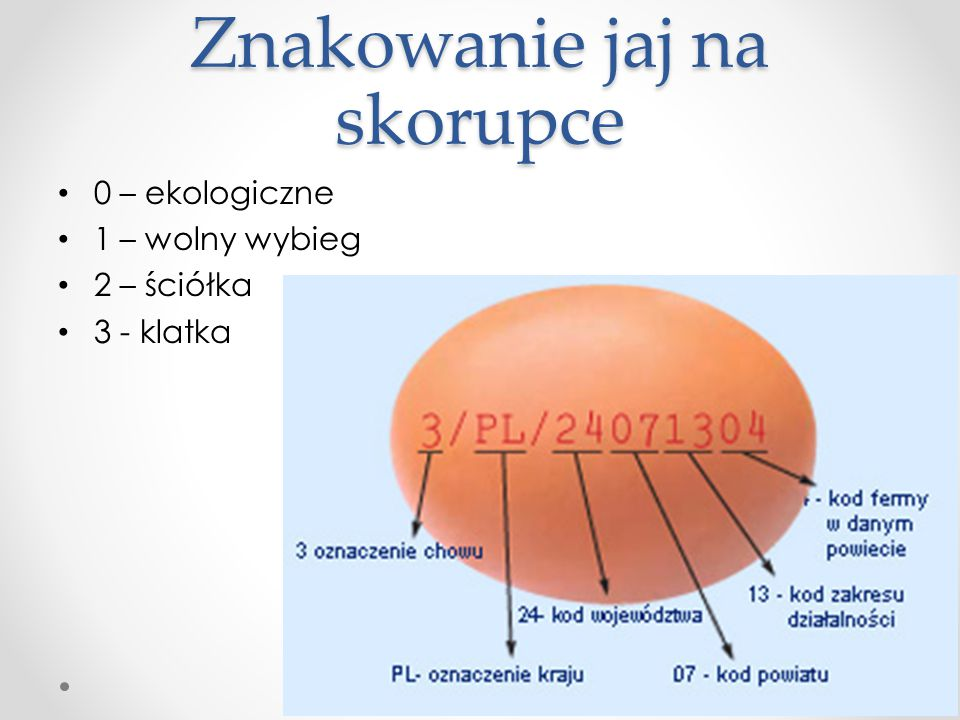 Znakowanie jaj na
skorupce
• 0 – ekologiczne
• 1 – wolny wybieg
• 2 – ściółka
• 3 - klatka
3/PL/24071304
4 - kod fermy
w danym
powiecie
3 oznaczenie chowu
13 - kod zakresu
działalności
24- kod województwa
PL- oznaczenie kraju
07 - kod powiatu